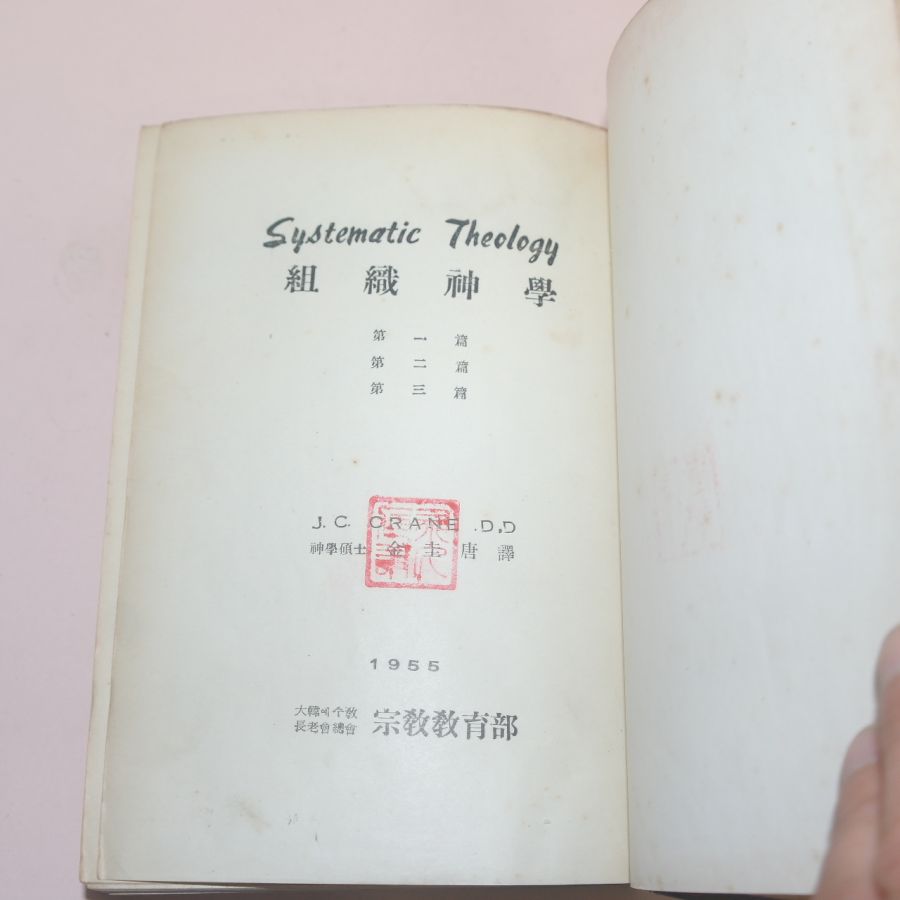 Systematic Theology
組織神學
第一篇
第二篇
第三篇
J. C. CRANE .D,D
神學碩士 金圭唐 譯
1955
大韓예수敎
長老會總會 宗敎敎育部